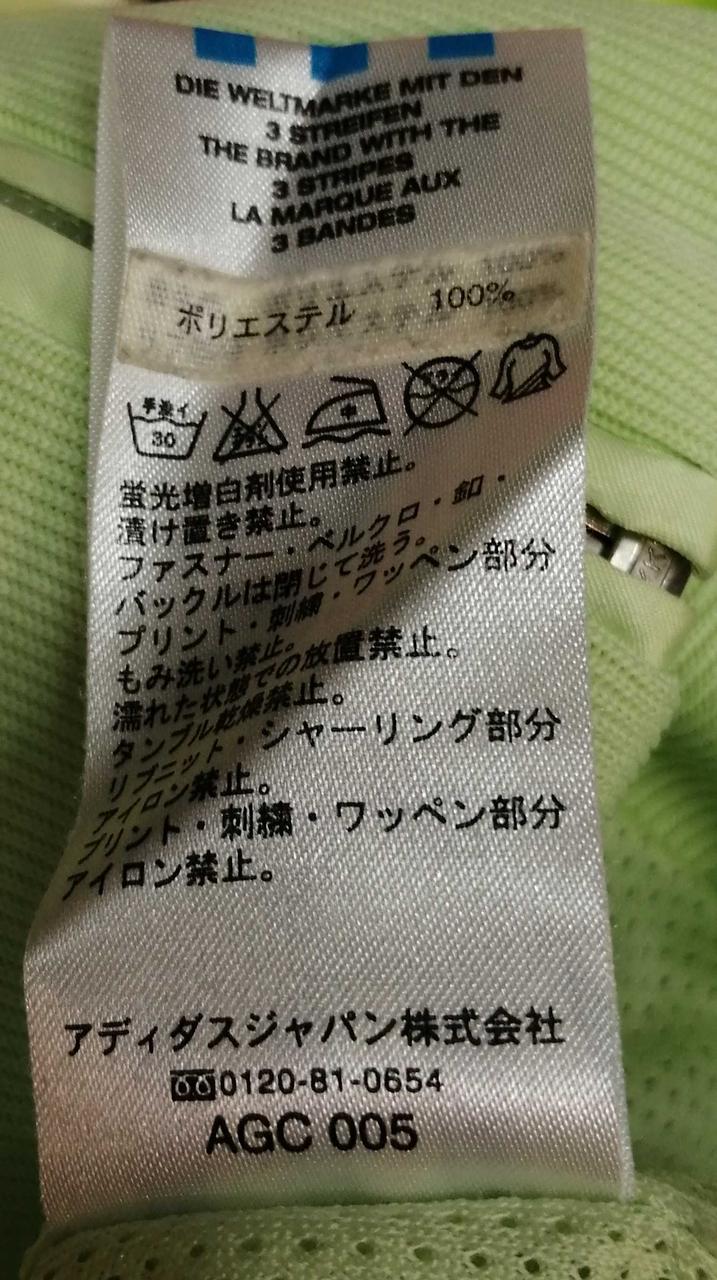 DIE WELTMARKE MIT DEN
3 STREIFEN
THE BRAND WITH THE
3 STRIPES
LA MARQUE AUX
3 BANDES
ポリエステル 100%
手洗イ
30
蛍光増白剤使用禁止。
漬け置き禁止。
ファスナー・ベルクロ・釦・
バックルは閉じて洗う。
プリント・刺繍・ワッペン部分
もみ洗い禁止。
濡れた状態での放置禁止。
タンブル乾燥禁止。
リブニット・シャーリング部分
アイロン禁止。
プリント・刺繍・ワッペン部分
アイロン禁止。
アディダスジャパン株式会社
0120-81-0654
AGC 005